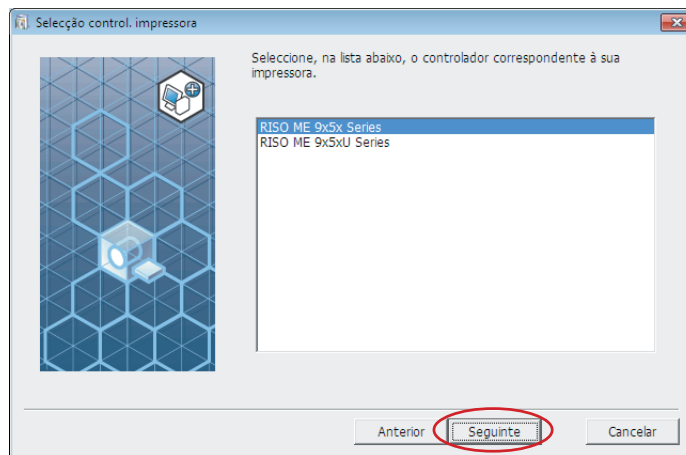 Selecção control. impressora
Seleccione, na lista abaixo, o controlador correspondente à sua
impressora.
RISO ME 9x5x Series
RISO ME 9x5xU Series
Anterior
Seguinte
Cancelar